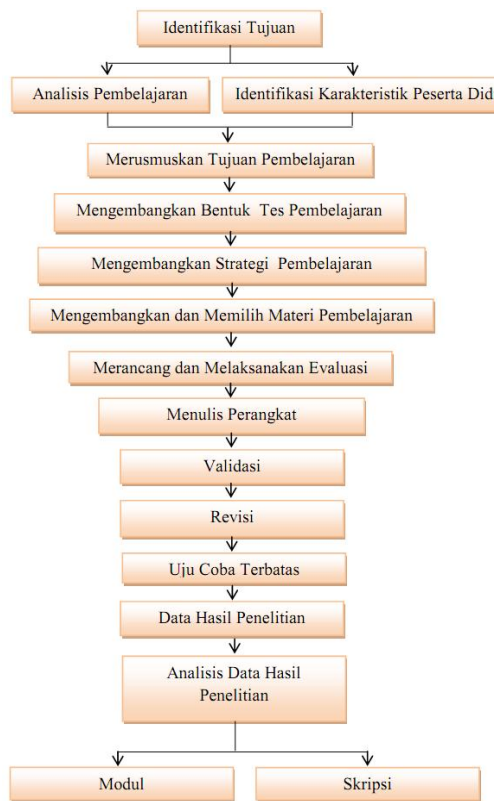 Identifikasi Tujuan
Analisis Pembelajaran
Identifikasi Karakteristik Peserta Did
Merusmuskan Tujuan Pembelajaran
Mengembangkan Bentuk Tes Pembelajaran
Mengembangkan Strategi Pembelajaran
Mengembangkan dan Memilih Materi Pembelajaran
Merancang dan Melaksanakan Evaluasi
Menulis Perangkat
Validasi
Revisi
Uju Coba Terbatas
Data Hasil Penelitian
Analisis Data Hasil
Penelitian
Modul
Skripsi